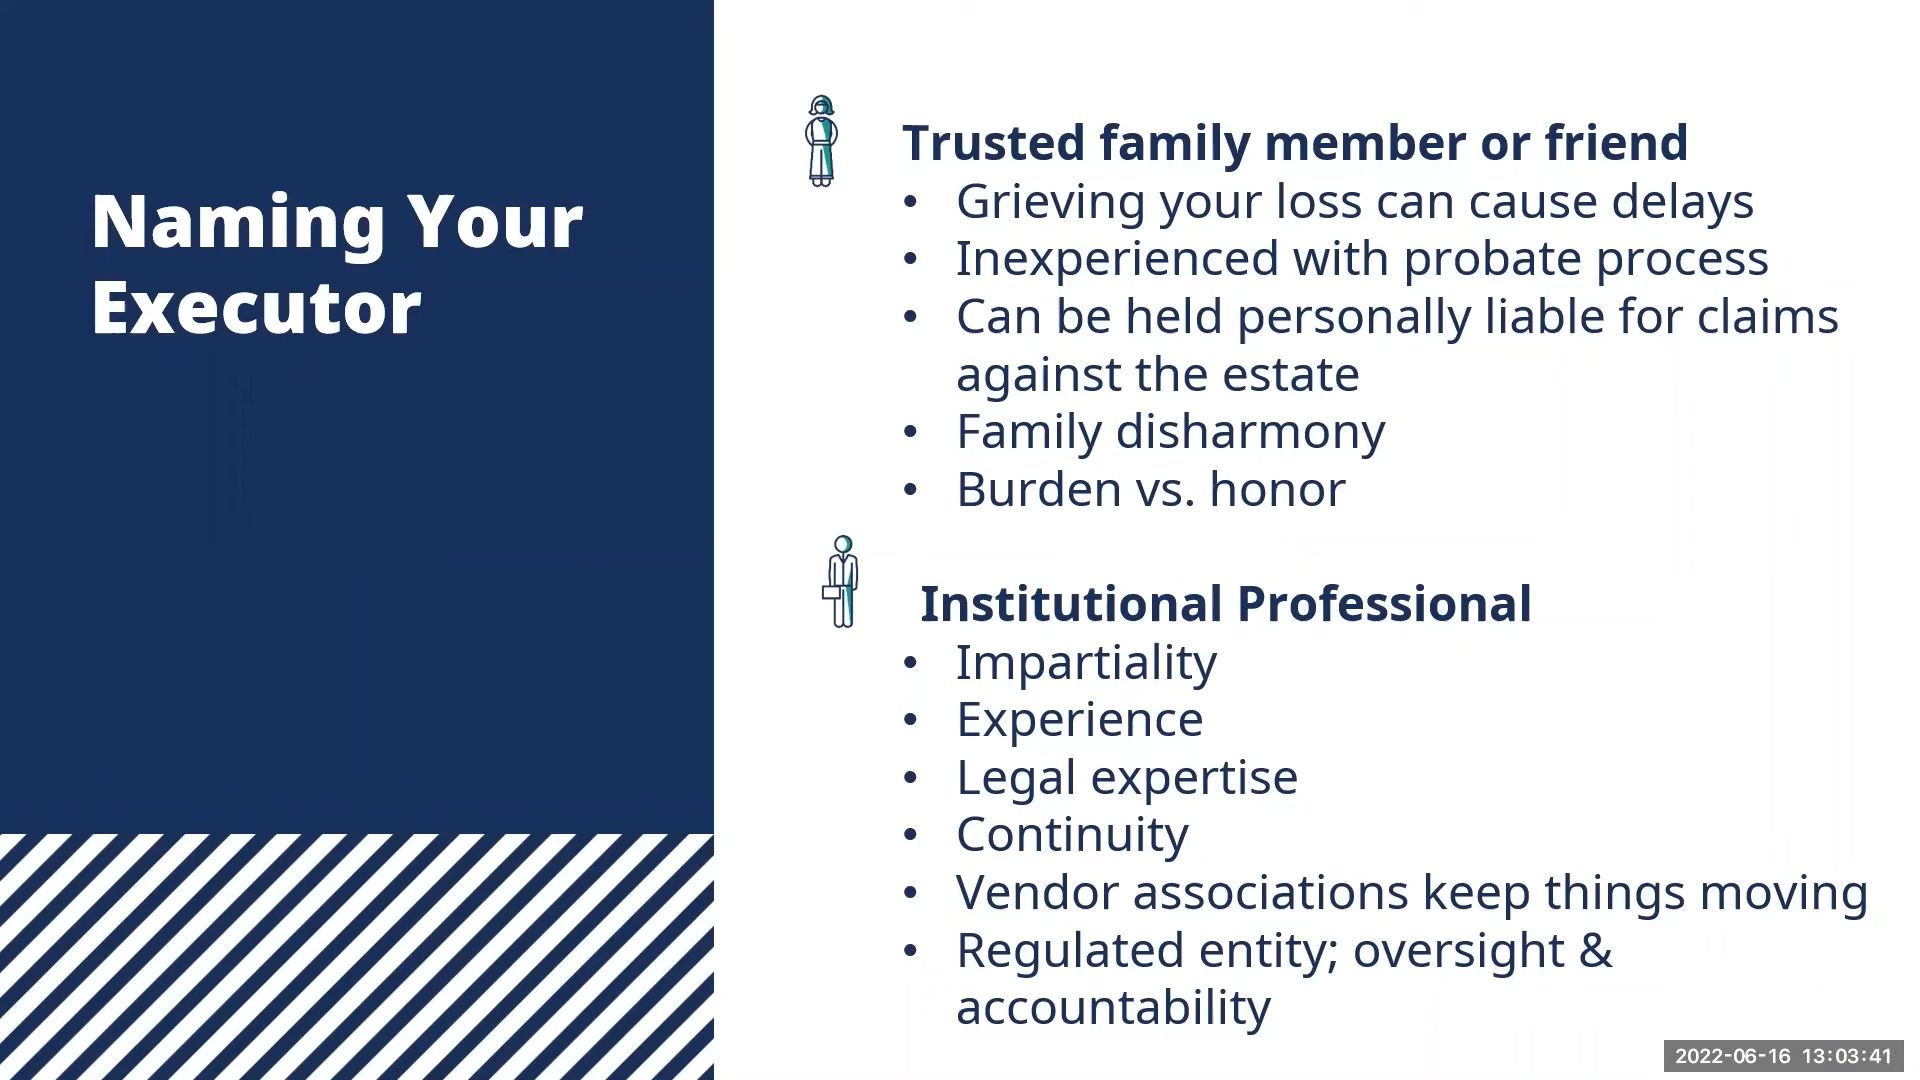 Naming Your
Executor
Trusted family member or friend
• Grieving your loss can cause delays
• Inexperienced with probate process
• Can be held personally liable for claims
against the estate
• Family disharmony
• Burden vs. honor
Institutional Professional
• Impartiality
• Experience
• Legal expertise
• Continuity
• Vendor associations keep things moving
• Regulated entity; oversight &
accountability
2022-06-16 13:03:41